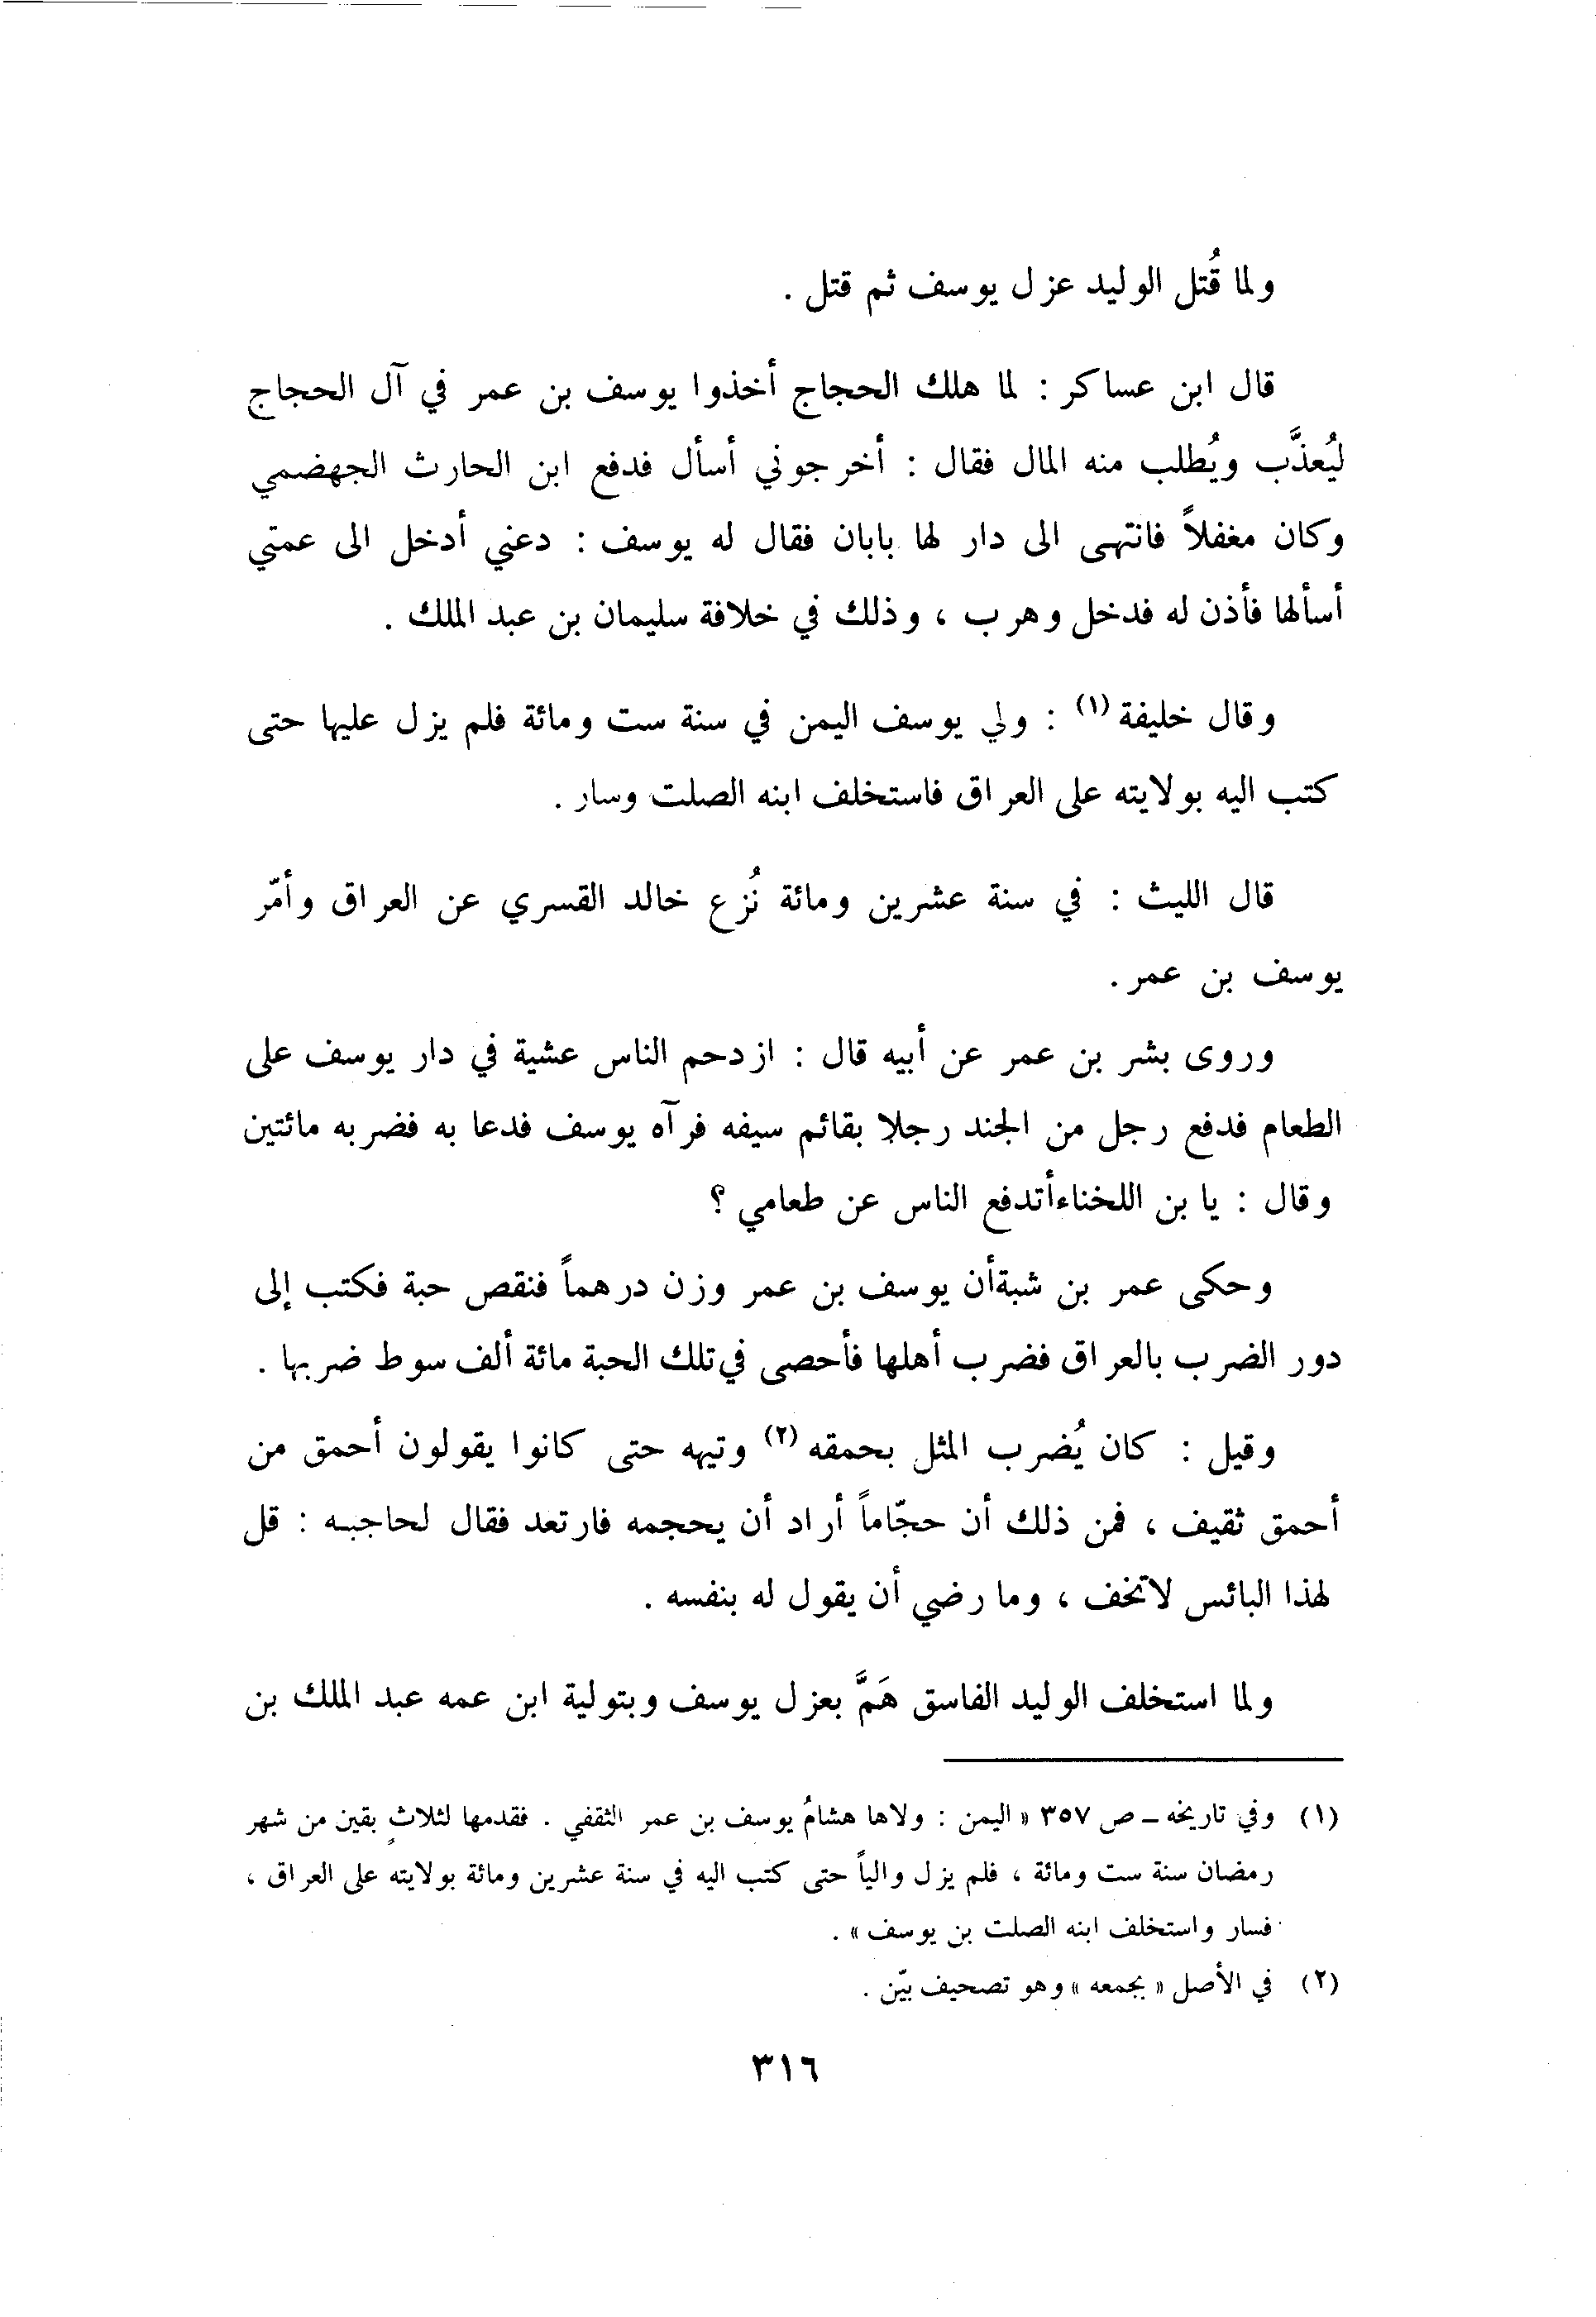 ولما قُتل الوليد عزل يوسف ثم قتل .
قال ابن عساكر : لما هلك الحجاج أخذوا يوسف بن عمر في آل الحجاج
ليُعذَّب ويُطلب منه المال فقال : أخرجوني أسأل فدفع ابن الحارث الجهضمي
وكان مغفلاً فانتهى الى دار لها بابان فقال له يوسف : دعني أدخل الى عمتي
أسألها فأذن له فدخل وهرب ، وذلك في خلافة سليمان بن عبد الملك .
وقال خليفة (١) : ولي يوسف اليمن في سنة ست ومائة فلم يزل عليها حتى
كتب اليه بولايته على العراق فاستخلف ابنه الصلت وسار .
قال الليث : في سنة عشرين ومائة نُزع خالد القسري عن العراق وأمّر
يوسف بن عمر .
وروى بشر بن عمر عن أبيه قال : ازدحم الناس عشية في دار يوسف على
الطعام فدفع رجل من الجند رجلا بقائم سيفه فرآه يوسف فدعا به فضربه مائتين
وقال : يا بن اللخناءأتدفع الناس عن طعامي ؟
وحكى عمر بن شبةأن يوسف بن عمر وزن درهماً فنقص حبة فكتب إلى
دور الضرب بالعراق فضرب أهلها فأحصى في تلك الحبة مائة ألف سوط ضربها .
وقيل : كان يُضرب المثل بحمقه (٢) وتيهه حتى كانوا يقولون أحمق من
أحمق ثقيف ، فمن ذلك أن حجّاماً أراد أن يحجمه فارتعد فقال لحاجبه : قل
لهذا البائس لاتخف ، وما رضي أن يقول له بنفسه .
ولما استخلف الوليد الفاسق هَمَّ بعزل يوسف وبتولية ابن عمه عبد الملك بن
(١) وفي تاريخه ـ ص ٣٥٧ « اليمن : ولاها هشامُ يوسف بن عمر الثقفي . فقدمها لثلاثٍ بقين من شهر
رمضان سنة ست ومائة ، فلم يزل والياً حتى كتب اليه في سنة عشرين ومائة بولايته على العراق ،
فسار واستخلف ابنه الصلت بن يوسف » .
(٢) في الأصل « بجمعه » وهو تصحيف بيّن .
٣١٦